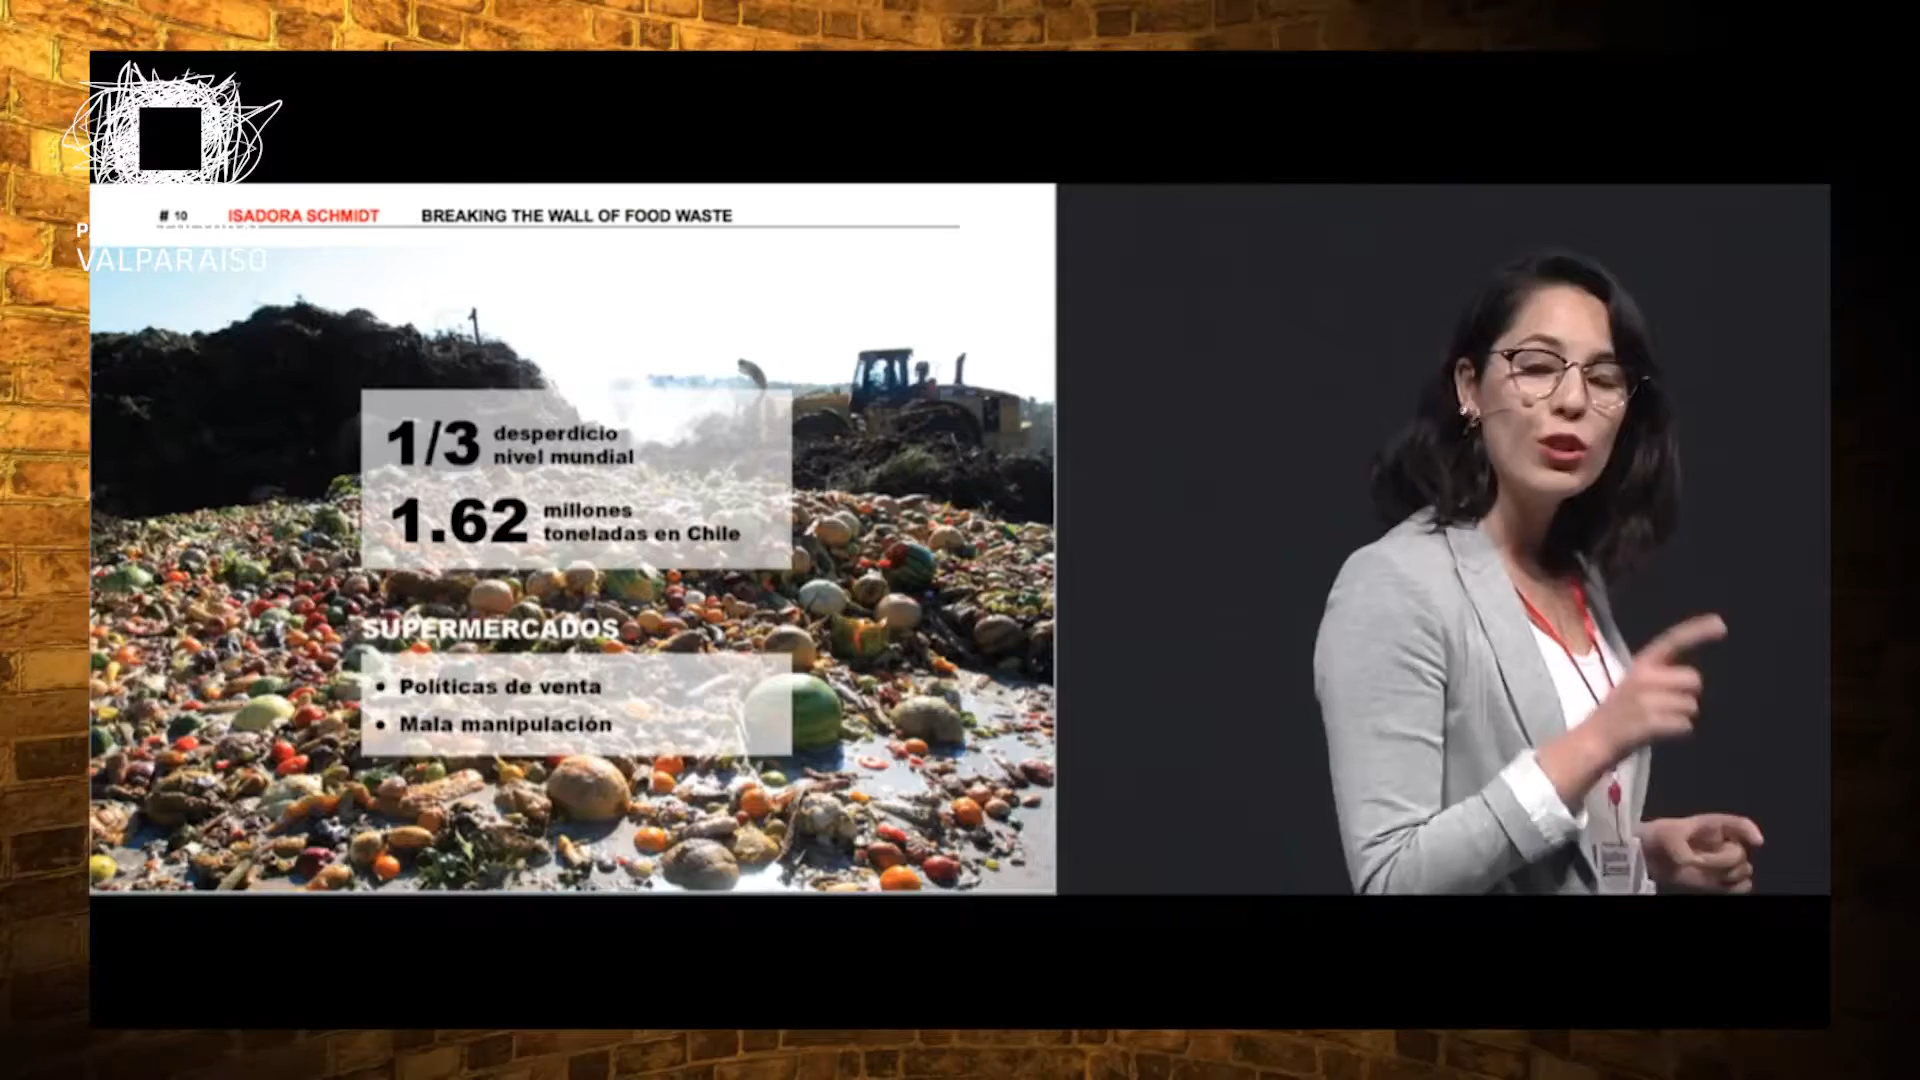 # 10 ISADORA SCHMIDT BREAKING THE WALL OF FOOD WASTE
VALPARAISO
1/3 desperdicio
nivel mundial
1.62 millones
toneladas en Chile
SUPERMERCADOS
• Políticas de venta
• Mala manipulación